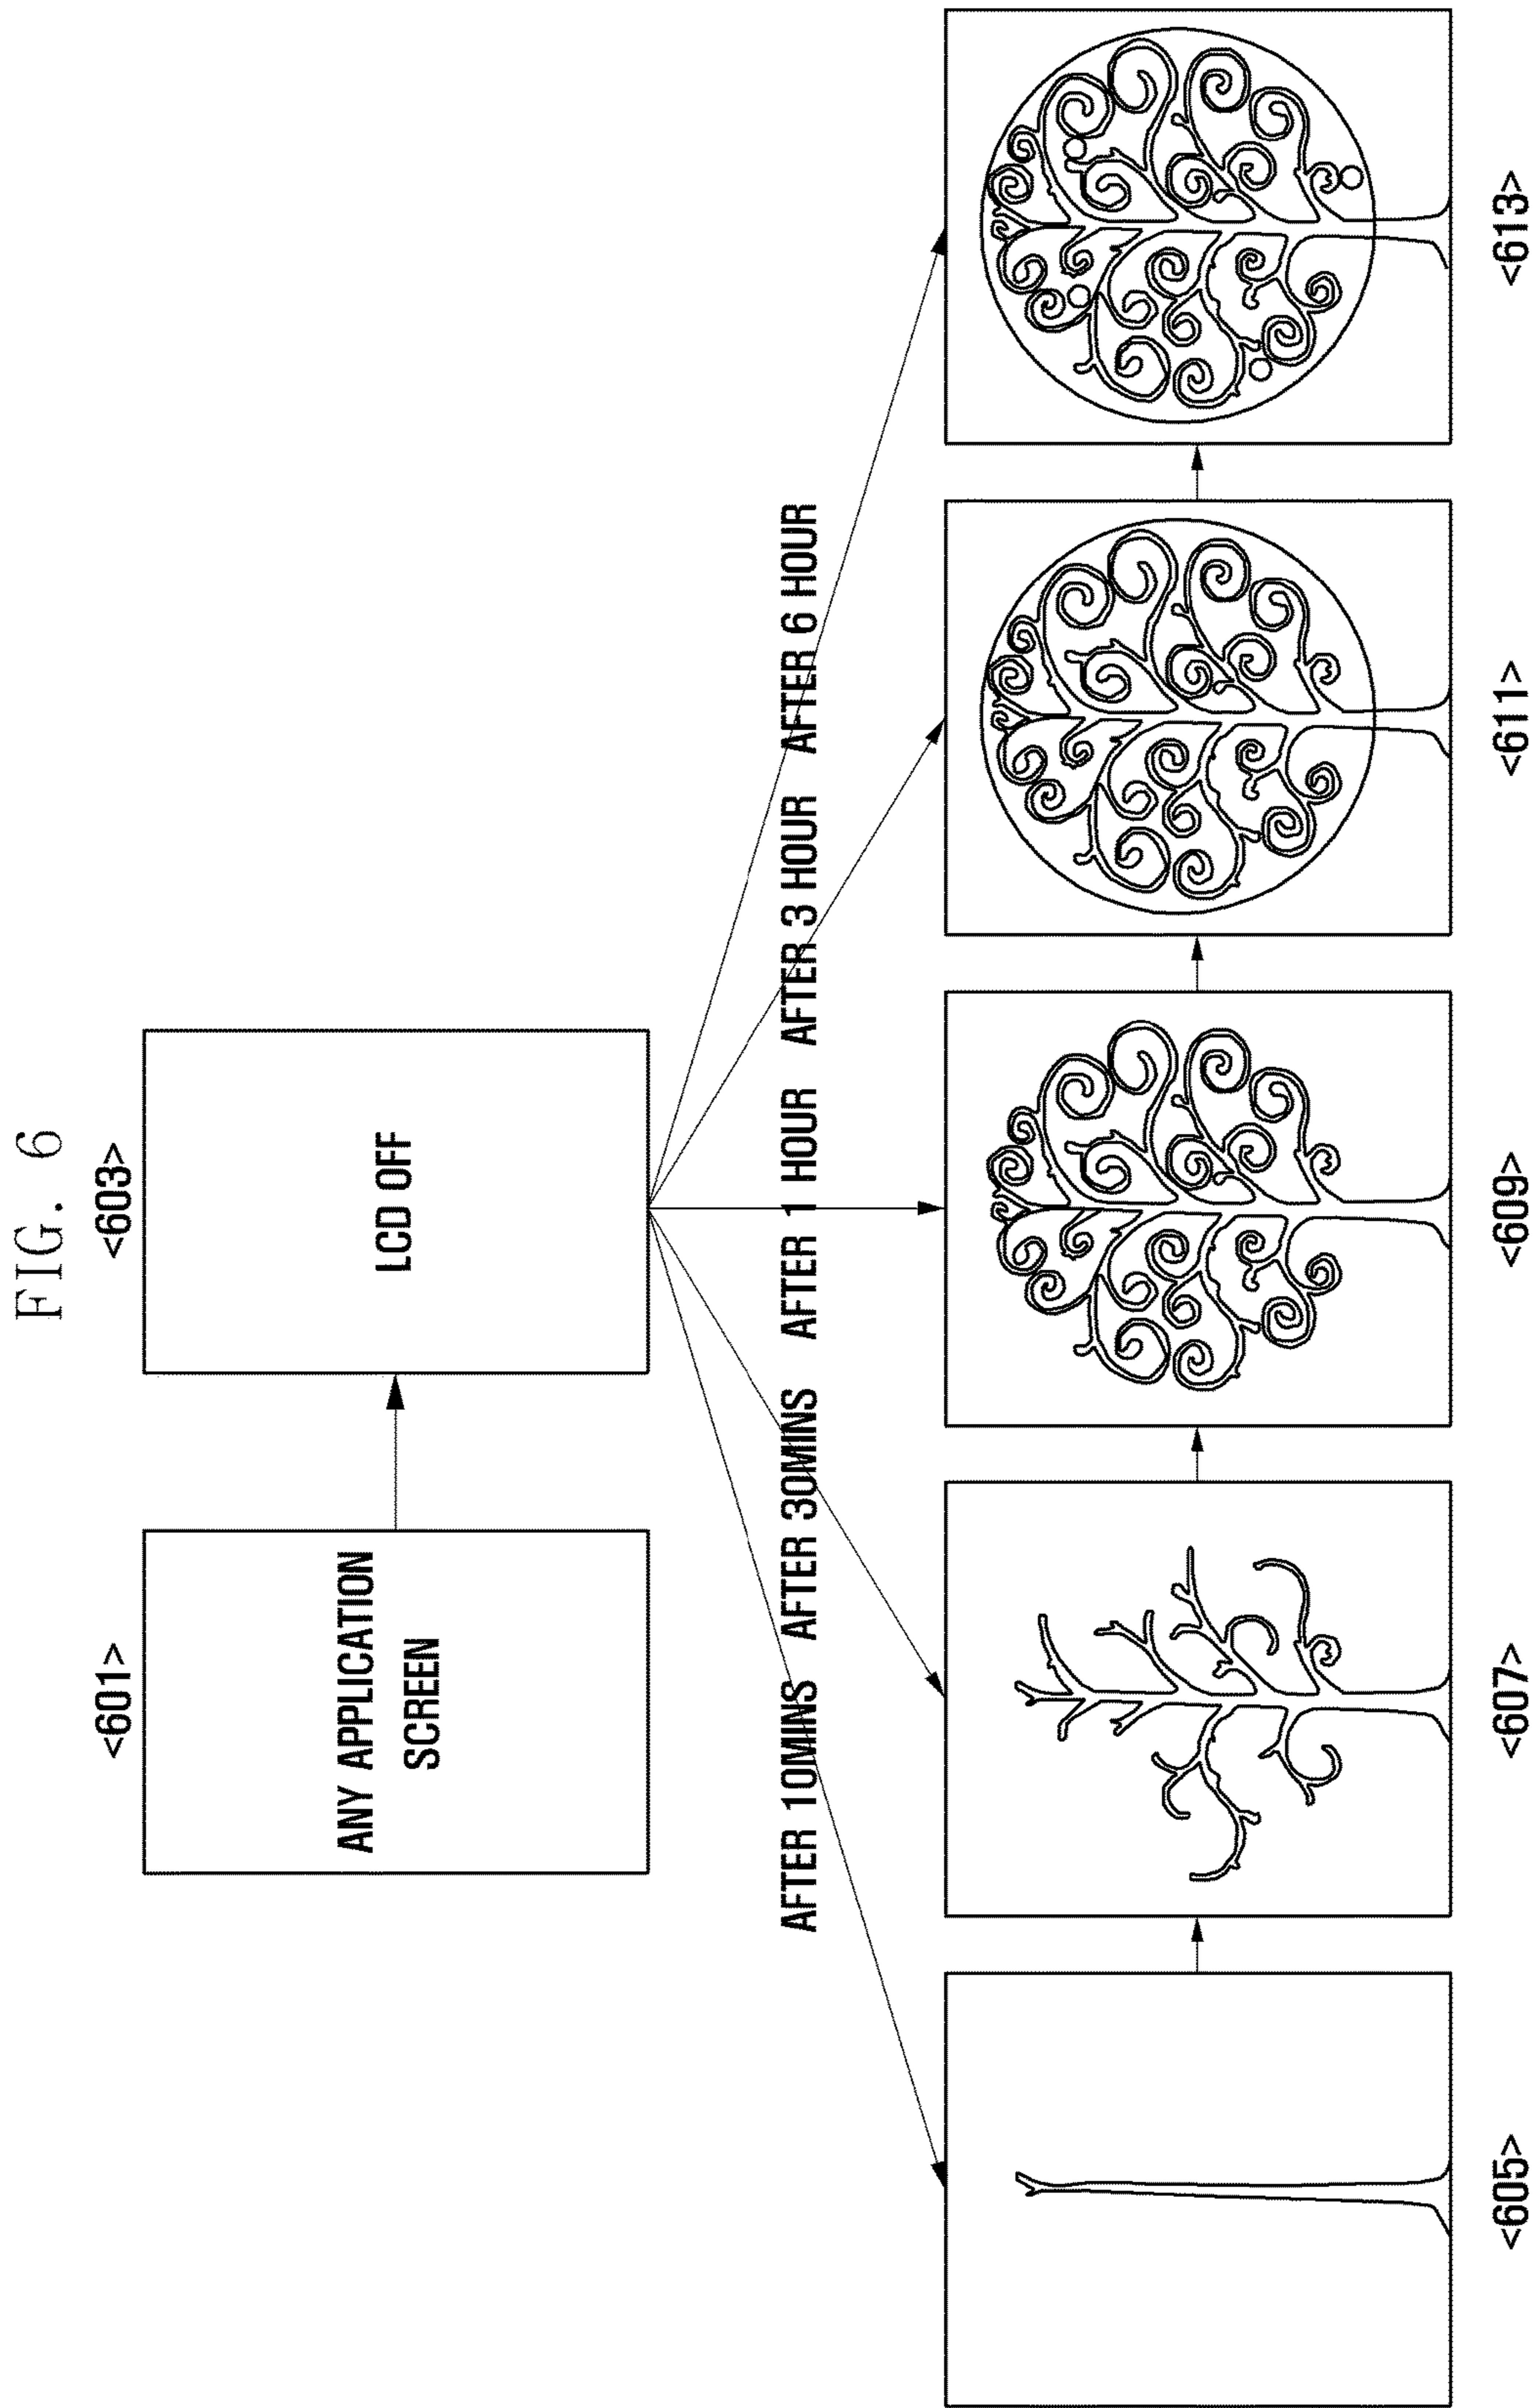 FIG. 6
<601>
<603>
ANY APPLICATION
SCREEN
LCD OFF
AFTER 10MINS
AFTER 30MINS
AFTER 1 HOUR
AFTER 3 HOUR
AFTER 6 HOUR
<605>
<607>
<609>
<611>
<613>